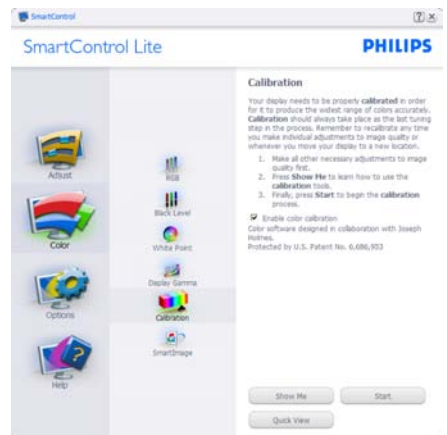 SmartControl
SmartControl Lite
PHILIPS
Adjust
Color
Options
Help
RGB
Black Level
White Point
Display Gamma
Calibration
SmartImage
Calibration
Your display needs to be properly calibrated in order
for it to produce the widest range of colors accurately.
Calibration should always take place as the last tuning
step in the process. Remember to recalibrate any time
you make individual adjustments to image quality or
whenever you move your display to a new location.
1. Make all other necessary adjustments to image
quality first.
2. Press Show Me to learn how to use the
calibration tools.
3. Finally, press Start to begin the calibration
process.
Enable color calibration
Color software designed in collaboration with Joseph
Holmes.
Protected by U.S. Patent No. 6,686,953
Show Me
Start
Quick View